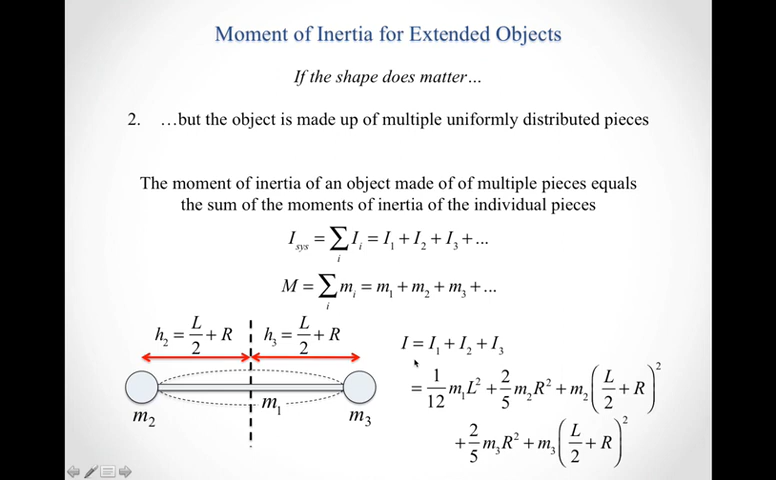 Moment of Inertia for Extended Objects
If the shape does matter…
2. …but the object is made up of multiple uniformly distributed pieces
The moment of inertia of an object made of of multiple pieces equals
the sum of the moments of inertia of the individual pieces
I_sys = ∑_i I_i = I_1 + I_2 + I_3 + ...
M = ∑_i m_i = m_1 + m_2 + m_3 + ...
h_2 = L/2 + R h_3 = L/2 + R
m_2 m_1 m_3
I = I_1 + I_2 + I_3
= 1/12 m_1 L^2 + 2/5 m_2 R^2 + m_2 (L/2 + R)^2
+ 2/5 m_3 R^2 + m_3 (L/2 + R)^2